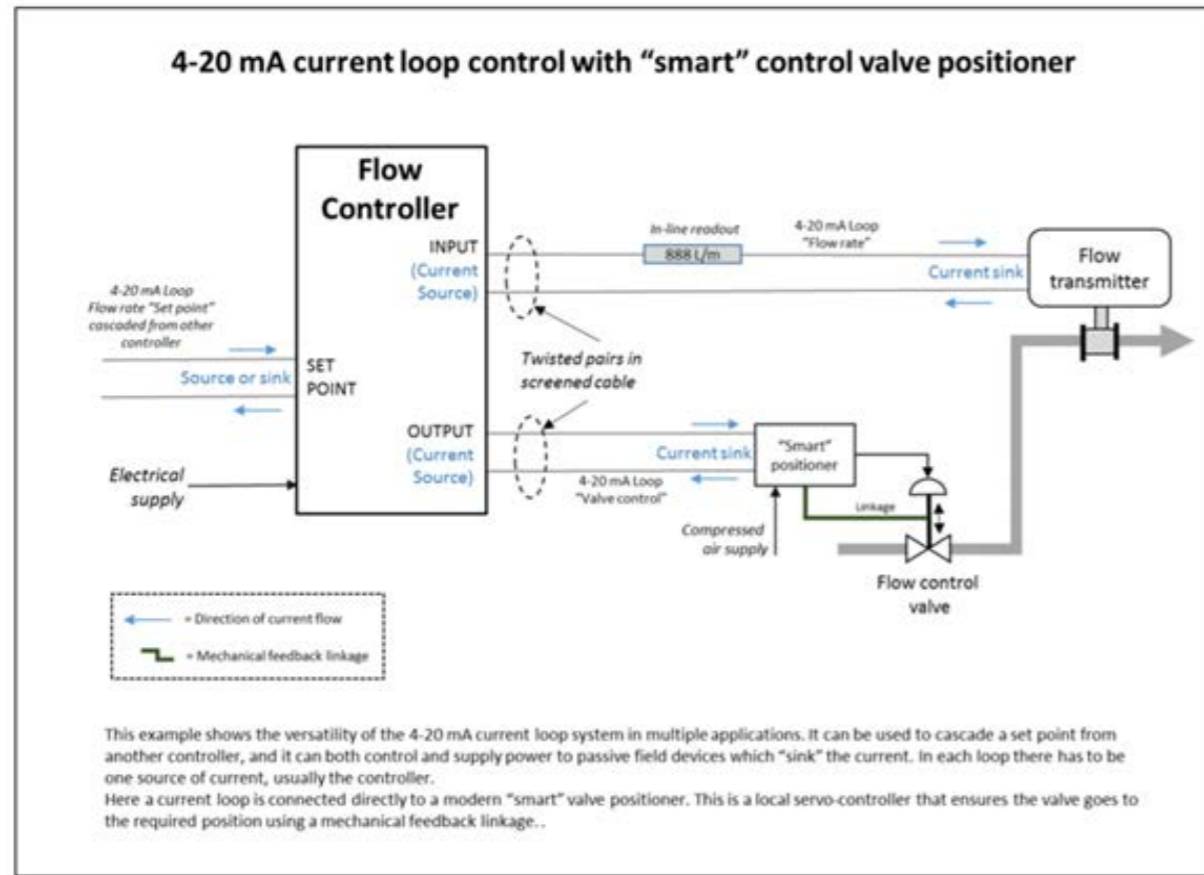 4-20 mA current loop control with “smart” control valve positioner
Flow
Controller
INPUT
(Current
Source)
In-line readout
888 L/m
4-20 mA Loop
“Flow rate”
Current sink
Flow
transmitter
4-20 mA Loop
Flow rate “Set point”
cascaded from other
controller
Source or sink
SET
POINT
Twisted pairs in
screened cable
OUTPUT
(Current
Source)
Current sink
4-20 mA Loop
“Valve control”
“Smart”
positioner
Electrical
supply
Linkage
Compressed
air supply
Flow control
valve
= Direction of current flow
= Mechanical feedback linkage
This example shows the versatility of the 4-20 mA current loop system in multiple applications. It can be used to cascade a set point from
another controller, and it can both control and supply power to passive field devices which “sink” the current. In each loop there has to be
one source of current, usually the controller.
Here a current loop is connected directly to a modern “smart” valve positioner. This is a local servo-controller that ensures the valve goes to
the required position using a mechanical feedback linkage..